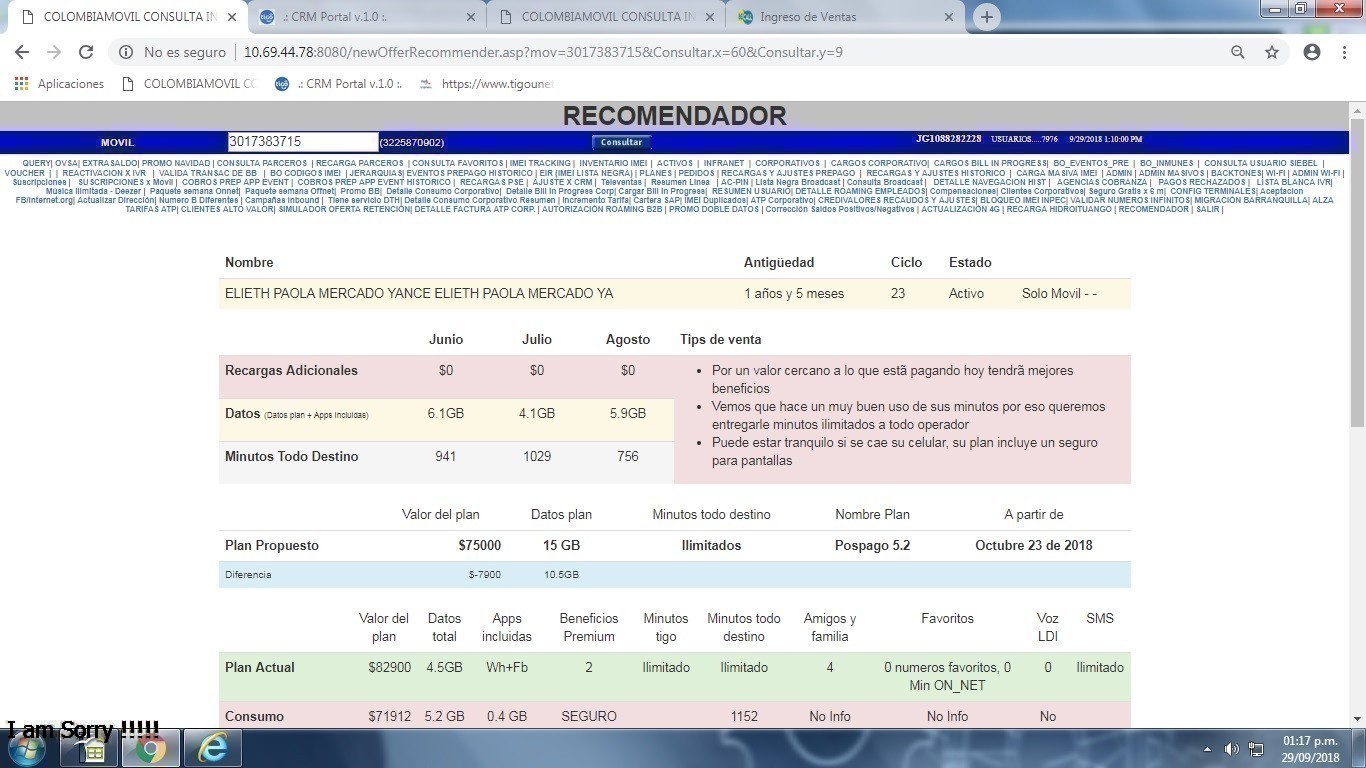 COLOMBIAMOVIL CONSULTA IN
.: CRM Portal v.1.0 :.
COLOMBIAMOVIL CONSULTA IN
Ingreso de Ventas
No es seguro 10.69.44.78:8080/newOfferRecommender.asp?mov=3017383715&Consultar.x=60&Consultar.y=9
Aplicaciones COLOMBIAMOVIL CC .: CRM Portal v.1.0 :. https://www.tigoune
RECOMENDADOR
MOVIL 3017383715 (3225870902) Consultar JG1088282228 USUARIOS.....7976 9/29/2018 1:10:00 PM
QUERY| OVSA| EXTRASALDO| PROMO NAVIDAD | CONSULTA PARCEROS | RECARGA PARCEROS | CONSULTA FAVORITOS | IMEI TRACKING | INVENTARIO IMEI | ACTIVOS | INFRANET | CORPORATIVOS | CARGOS CORPORATIVO| CARGOS BILL IN PROGRESS| BO_EVENTOS_PRE | BO_INMUNES | CONSULTA USUARIO SIEBEL |
VOUCHER | | REACTIVACION X IVR | VALIDA TRANSAC DE BB | BO CODIGOS IMEI | JERARQUIAS| EVENTOS PREPAGO HISTORICO | EIR (IMEI LISTA NEGRA) | PLANES | PEDIDOS | RECARGAS Y AJUSTES PREPAGO | RECARGAS Y AJUSTES HISTORICO | CARGA MASIVA IMEI | ADMIN | ADMIN MASIVOS | BACKTONES| WI-FI | ADMIN WI-FI |
Suscripciones | SUSCRIPCIONES x Movil | COBROS PREP APP EVENT | COBROS PREP APP EVENT HISTORICO | RECARGAS PSE | AJUSTE X CRM | Televentas | Resumen Linea | AC-PIN | Lista Negra Broadcast | Consulta Broadcast | DETALLE NAVEGACION HIST | AGENCIAS COBRANZA | PAGOS RECHAZADOS | LISTA BLANCA IVR|
Musica Ilimitada - Deezer | Paquete semana Onnet| Paquete semana Offnet| Promo BB| Detalle Consumo Corporativo| Detalle Bill In Progress Corp| Cargar Bill In Progress| RESUMEN USUARIO| DETALLE ROAMING EMPLEADOS| Compensaciones| Clientes Corporativos| Seguro Gratis x 6 m| CONFIG TERMINALES| Aceptacion
FB/internet.org| Actualizar Dirección| Numero B Diferentes | Campañas Inbound | Tiene servicio DTH| Detalle Consumo Corporativo Resumen | Incremento Tarifa| Cartera SAP| IMEI Duplicados| ATP Corporativo| CREDIVALORES RECAUDOS Y AJUSTES| BLOQUEO IMEI INPEC| VALIDAR NUMEROS INFINITOS| MIGRACIÓN BARRANQUILLA| ALZA
TARIFAS ATP| CLIENTES ALTO VALOR| SIMULADOR OFERTA RETENCIÓN| DETALLE FACTURA ATP CORP. | AUTORIZACIÓN ROAMING B2B | PROMO DOBLE DATOS | Corrección Saldos Positivos/Negativos | ACTUALIZACIÓN 4G | RECARGA HIDROITUANGO | RECOMENDADOR | SALIR |
Nombre Antigüedad Ciclo Estado
ELIETH PAOLA MERCADO YANCE ELIETH PAOLA MERCADO YA 1 años y 5 meses 23 Activo Solo Movil - -
Junio Julio Agosto Tips de venta
Recargas Adicionales $0 $0 $0
Datos (Datos plan + Apps Incluidas) 6.1GB 4.1GB 5.9GB
Minutos Todo Destino 941 1029 756
• Por un valor cercano a lo que estã pagando hoy tendrã mejores
beneficios
• Vemos que hace un muy buen uso de sus minutos por eso queremos
entregarle minutos ilimitados a todo operador
• Puede estar tranquilo si se cae su celular, su plan incluye un seguro
para pantallas
Valor del plan Datos plan Minutos todo destino Nombre Plan A partir de
Plan Propuesto $75000 15 GB Ilimitados Pospago 5.2 Octubre 23 de 2018
Diferencia $-7900 10.5GB
Valor del plan Datos total Apps incluidas Beneficios Premium Minutos tigo Minutos todo destino Amigos y familia Favoritos Voz LDI SMS
Plan Actual $82900 4.5GB Wh+Fb 2 Ilimitado Ilimitado 4 0 numeros favoritos, 0 Min ON_NET 0 Ilimitado
Consumo $71912 5.2 GB 0.4 GB SEGURO 1152 No Info No Info No
I am Sorry !!!!!
01:17 p.m.
29/09/2018